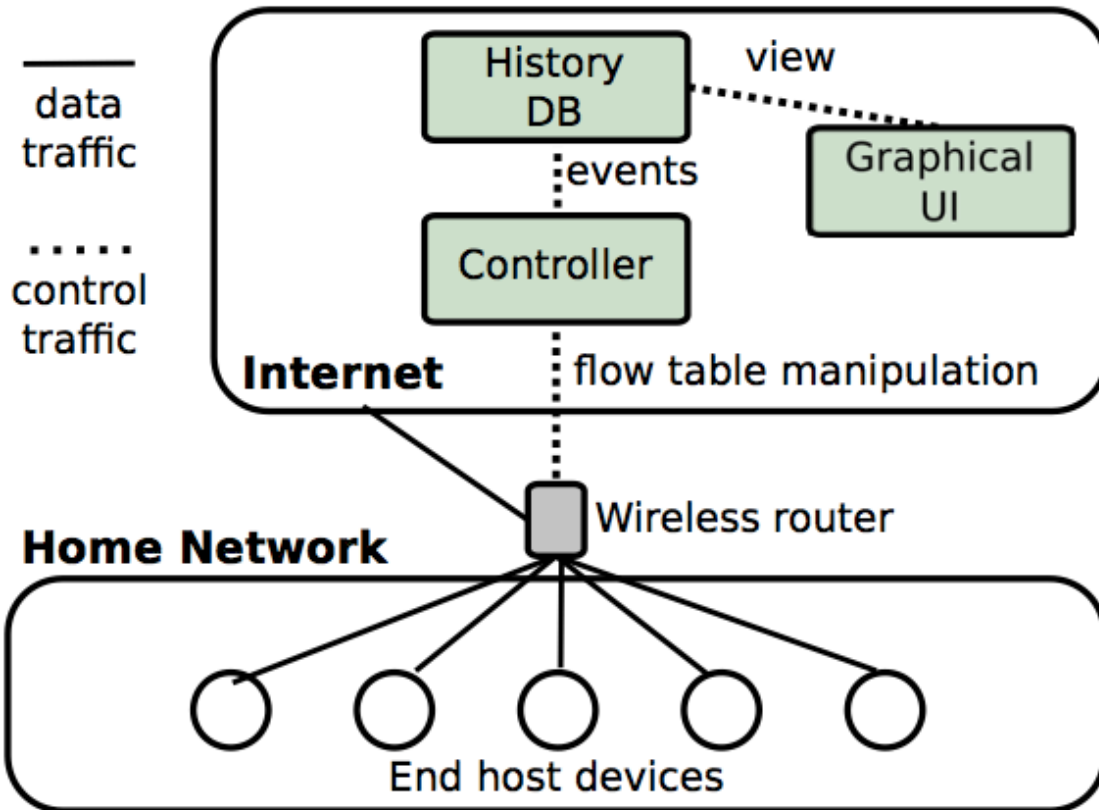 data
traffic
control
traffic
History
DB
view
Graphical
UI
events
Controller
Internet
flow table manipulation
Wireless router
Home Network
End host devices